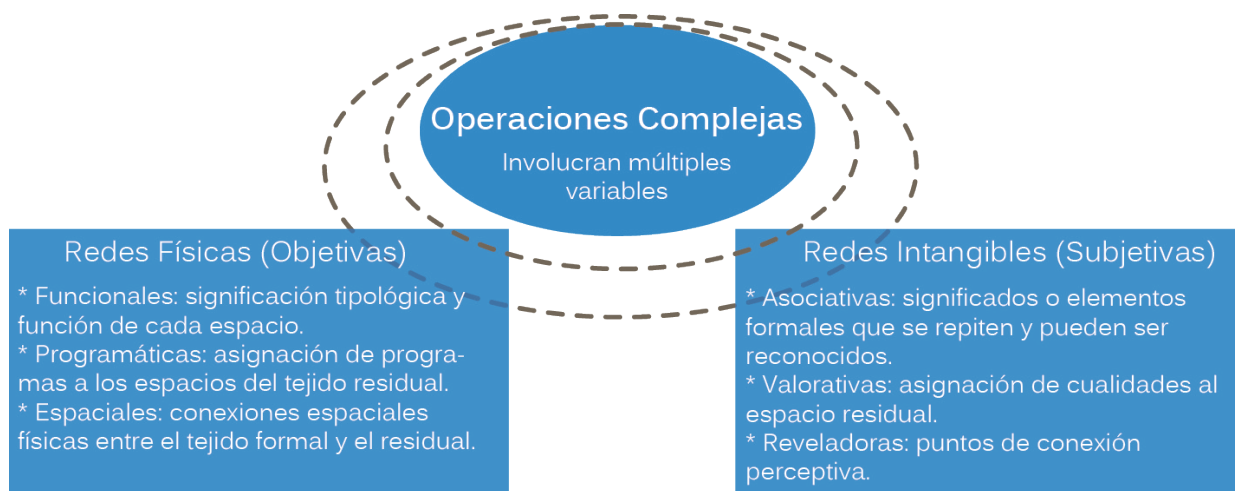 Operaciones Complejas
Involucran múltiples
variables
Redes Físicas (Objetivas)
* Funcionales: significación tipológica y
función de cada espacio.
* Programáticas: asignación de progra-
mas a los espacios del tejido residual.
* Espaciales: conexiones espaciales
físicas entre el tejido formal y el residual.
Redes Intangibles (Subjetivas)
* Asociativas: significados o elementos
formales que se repiten y pueden ser
reconocidos.
* Valorativas: asignación de cualidades al
espacio residual.
* Reveladoras: puntos de conexión
perceptiva.